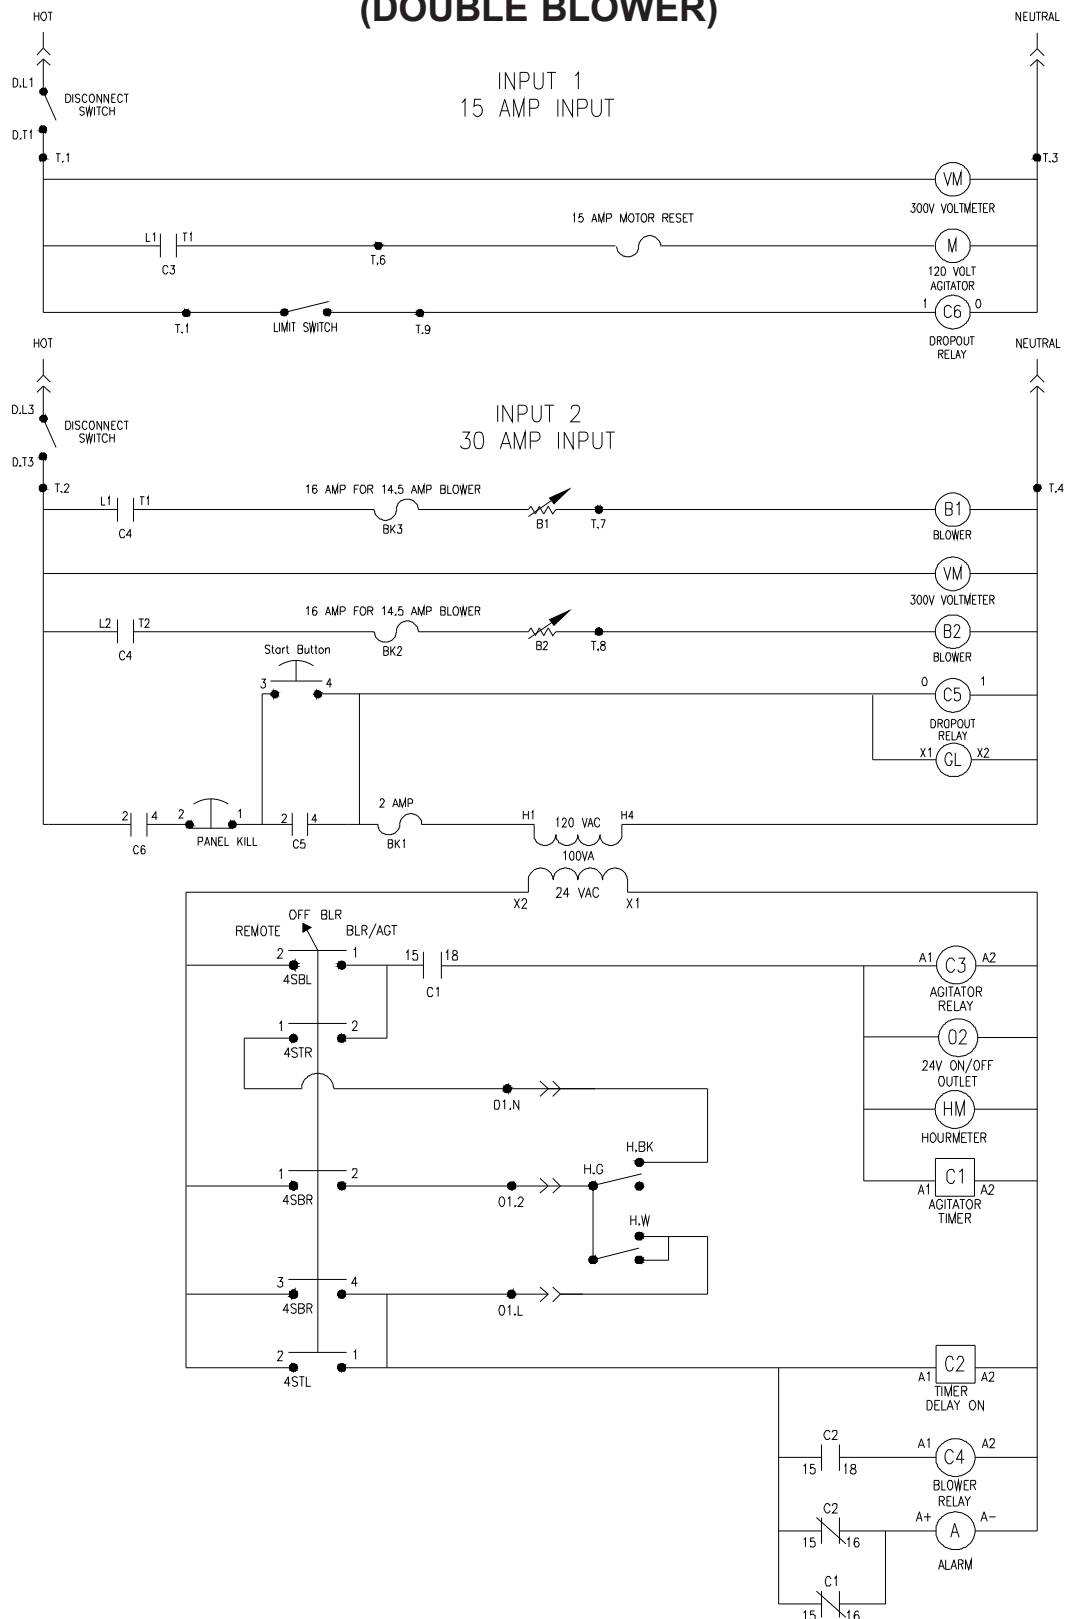 (DOUBLE BLOWER)
HOT
NEUTRAL
D.L1
DISCONNECT
SWITCH
INPUT 1
15 AMP INPUT
D.T1
T.1
T.3
VM
300V VOLTMETER
15 AMP MOTOR RESET
L1 T1
C3
T.6
M
120 VOLT
AGITATOR
T.1
LIMIT SWITCH
T.9
1 C6 0
DROPOUT
RELAY
HOT
NEUTRAL
D.L3
DISCONNECT
SWITCH
INPUT 2
30 AMP INPUT
D.T3
T.2
T.4
16 AMP FOR 14.5 AMP BLOWER
L1 T1
C4
BK3
B1
T.7
B1
BLOWER
VM
300V VOLTMETER
16 AMP FOR 14.5 AMP BLOWER
L2 T2
C4
BK2
B2
T.8
B2
BLOWER
Start Button
3 4
0 C5 1
DROPOUT
RELAY
X1 GL X2
2 4
C6
2 1
PANEL KILL
2 4
C5
2 AMP
BK1
H1 120 VAC H4
100VA
24 VAC
X2 X1
OFF BLR
REMOTE BLR/AGT
2 1
4SBL
15 18
C1
A1 C3 A2
AGITATOR
RELAY
1 2
4STR
O2
24V ON/OFF
OUTLET
O1.N
HM
HOURMETER
H.BK
1 2
4SBR
O1.2
H.G
A1 C1 A2
AGITATOR
TIMER
H.W
3 4
4SBR
O1.L
2 1
4STL
A1 C2 A2
TIMER
DELAY ON
C2
15 18
A1 C4 A2
BLOWER
RELAY
C2
15 16
A+ A A-
ALARM
C1
15 16